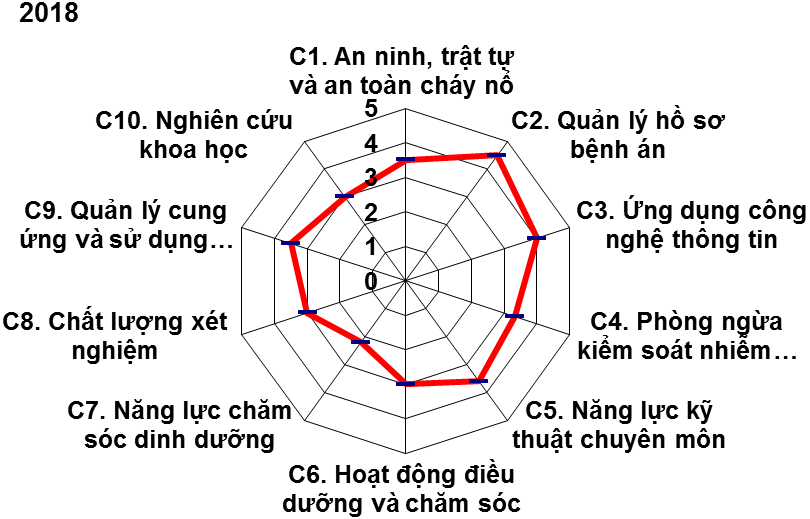 2018
C1. An ninh, trật tự
và an toàn cháy nổ
C2. Quản lý hồ sơ
bệnh án
C3. Ứng dụng công
nghệ thông tin
C4. Phòng ngừa
kiểm soát nhiễm…
C5. Năng lực kỹ
thuật chuyên môn
C6. Hoạt động điều
dưỡng và chăm sóc
C7. Năng lực chăm
sóc dinh dưỡng
C8. Chất lượng xét
nghiệm
C9. Quản lý cung
ứng và sử dụng…
C10. Nghiên cứu
khoa học
5
4
3
2
1
0